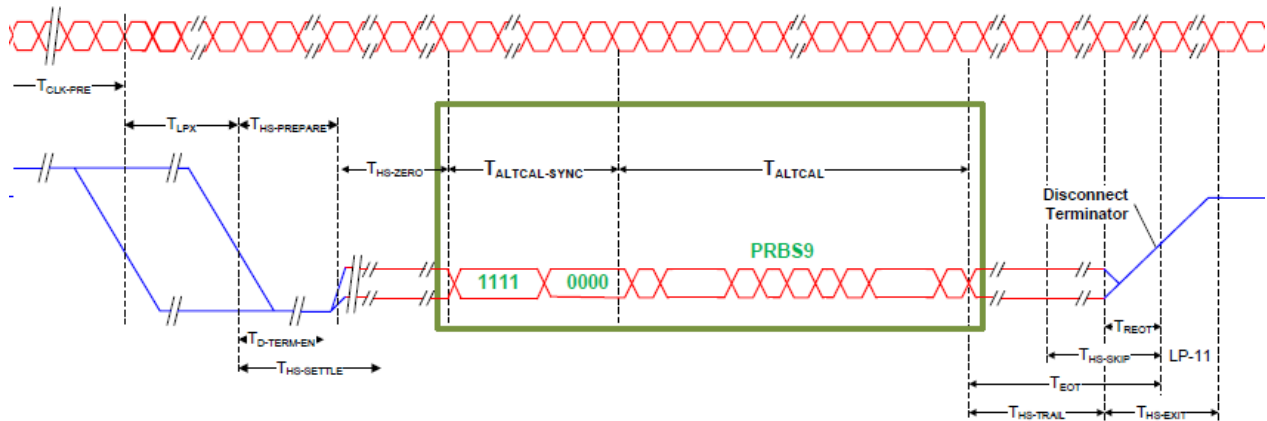 TCLK-PRE
TLPX
THS-PREPARE
THS-ZERO
TALTCAL-SYNC
TALTCAL
Disconnect
Terminator
PRBS9
1111
0000
TREOT
TD-TERM-EN
THS-SKIP
LP-11
THS-SETTLE
TEOT
THS-TRAIL
THS-EXIT